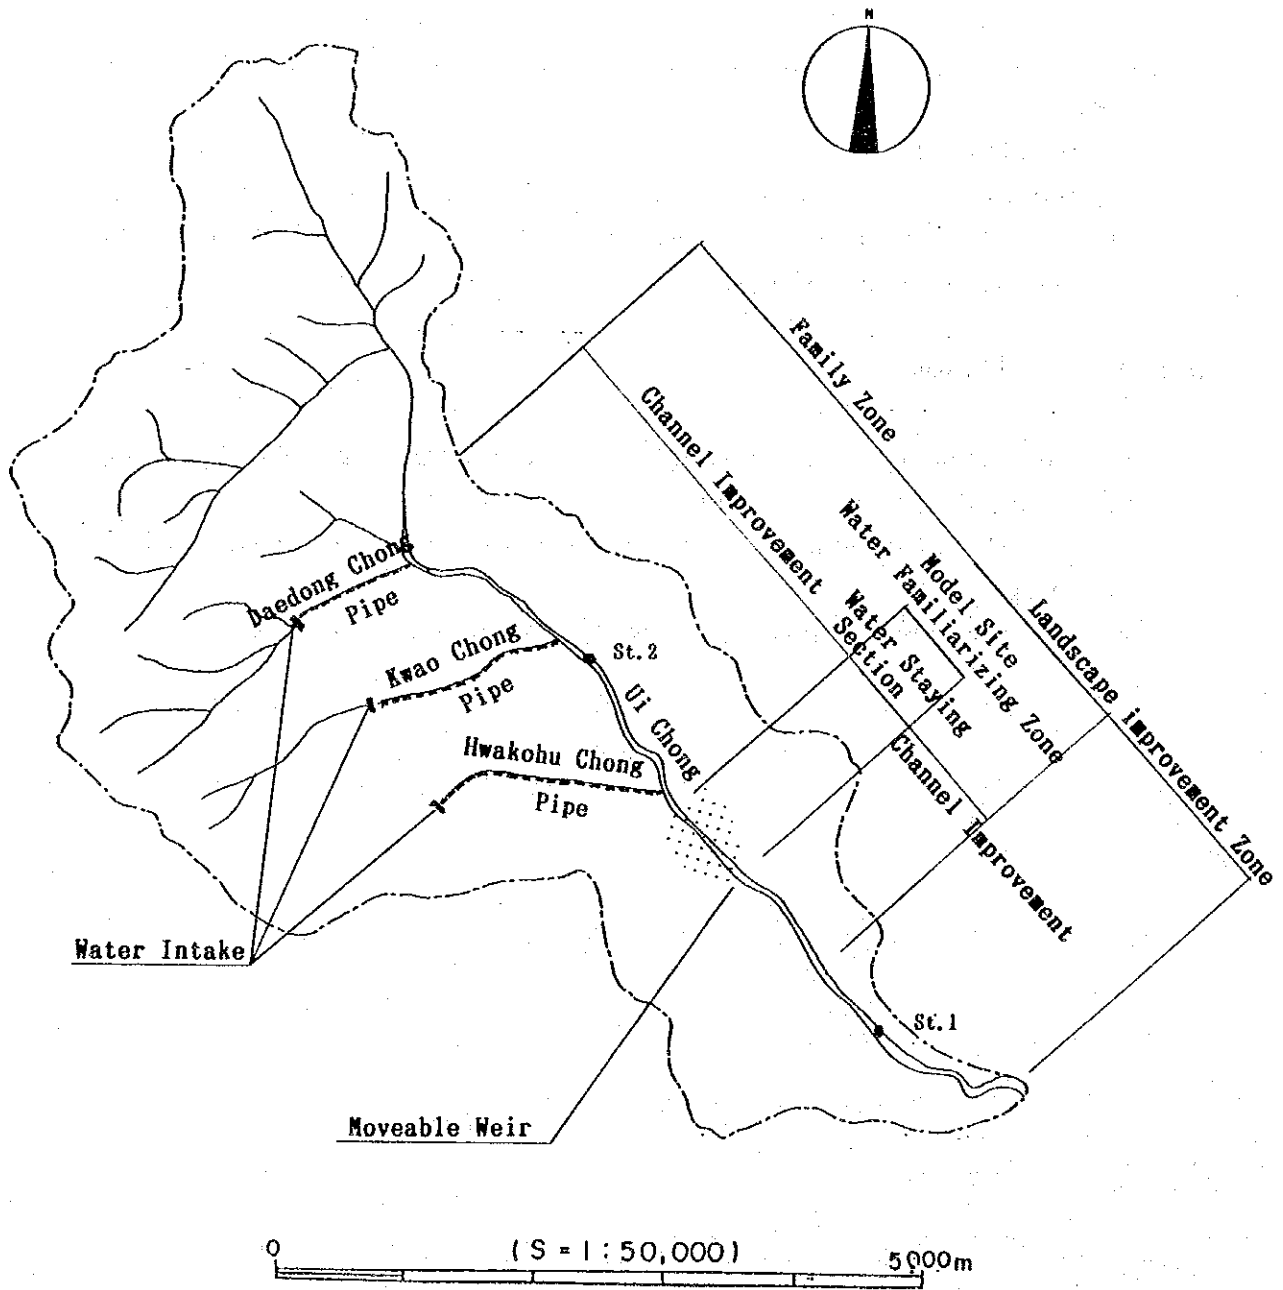 N
Family Zone
Channel Improvement
Water Familiarizing Zone
Model Site
Landscape improvement Zone
Water Staying
Section
Channel Improvement
Daedong Chong
Pipe
Kwao Chong
Pipe
St.2
Ui Chong
Hwakohu Chong
Pipe
Water Intake
St.1
Moveable Weir
0
(S=1:50,000)
5000m